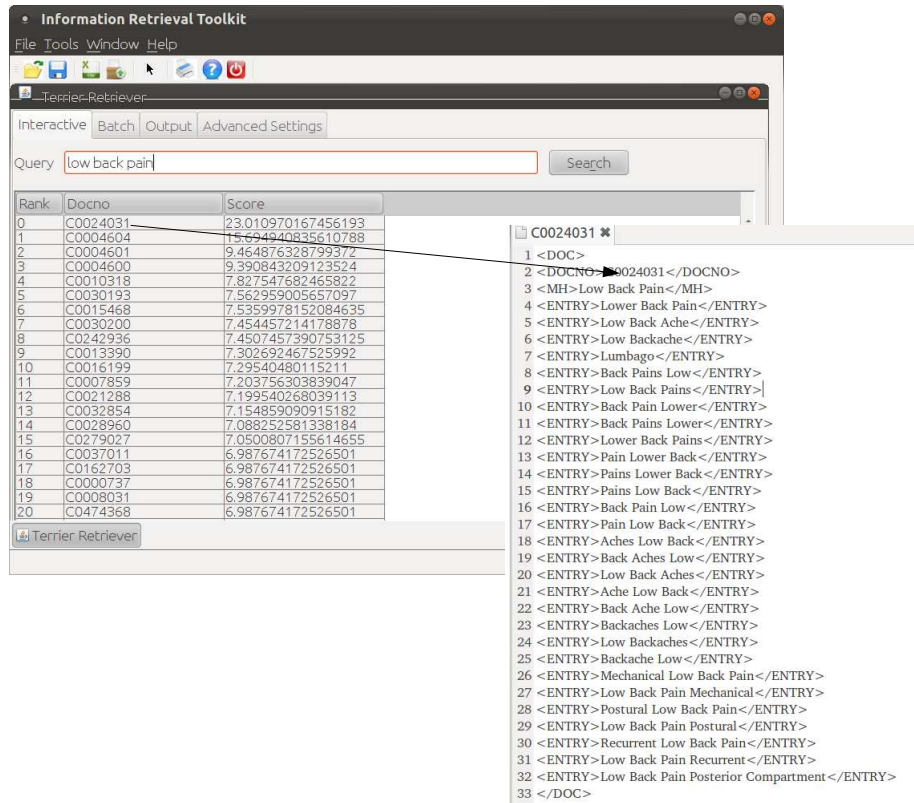 Information Retrieval Toolkit
File Tools Window Help
Terrier Retriever
Interactive Batch Output Advanced Settings
Query low back pain Search
Rank Docno Score
0 C0024031 23.010970167456193
1 C0004604 15.694940835610788
2 C0004601 9.464876328799372
3 C0004600 9.390843209123524
4 C0010318 7.827547682465822
5 C0030193 7.562959005657097
6 C0015468 7.5359978152084635
7 C0030200 7.454457214178878
8 C0242936 7.4507457390753125
9 C0013390 7.302692467525992
10 C0016199 7.29540480115211
11 C0007859 7.203756303839047
12 C0021288 7.199540268039113
13 C0032854 7.154859090915182
14 C0028960 7.088252581338184
15 C0279027 7.0500807155614655
16 C0037011 6.987674172526501
17 C0162703 6.987674172526501
18 C0000737 6.987674172526501
19 C0008031 6.987674172526501
20 C0474368 6.987674172526501
Terrier Retriever
C0024031
1 <DOC>
2 <DOCNO>C0024031</DOCNO>
3 <MH>Low Back Pain</MH>
4 <ENTRY>Lower Back Pain</ENTRY>
5 <ENTRY>Low Back Ache</ENTRY>
6 <ENTRY>Low Backache</ENTRY>
7 <ENTRY>Lumbago</ENTRY>
8 <ENTRY>Back Pains Low</ENTRY>
9 <ENTRY>Low Back Pains</ENTRY>
10 <ENTRY>Back Pain Lower</ENTRY>
11 <ENTRY>Back Pains Lower</ENTRY>
12 <ENTRY>Lower Back Pains</ENTRY>
13 <ENTRY>Pain Lower Back</ENTRY>
14 <ENTRY>Pains Lower Back</ENTRY>
15 <ENTRY>Pains Low Back</ENTRY>
16 <ENTRY>Back Pain Low</ENTRY>
17 <ENTRY>Pain Low Back</ENTRY>
18 <ENTRY>Aches Low Back</ENTRY>
19 <ENTRY>Back Aches Low</ENTRY>
20 <ENTRY>Low Back Aches</ENTRY>
21 <ENTRY>Ache Low Back</ENTRY>
22 <ENTRY>Back Ache Low</ENTRY>
23 <ENTRY>Backaches Low</ENTRY>
24 <ENTRY>Low Backaches</ENTRY>
25 <ENTRY>Backache Low</ENTRY>
26 <ENTRY>Mechanical Low Back Pain</ENTRY>
27 <ENTRY>Low Back Pain Mechanical</ENTRY>
28 <ENTRY>Postural Low Back Pain</ENTRY>
29 <ENTRY>Low Back Pain Postural</ENTRY>
30 <ENTRY>Recurrent Low Back Pain</ENTRY>
31 <ENTRY>Low Back Pain Recurrent</ENTRY>
32 <ENTRY>Low Back Pain Posterior Compartment</ENTRY>
33 </DOC>